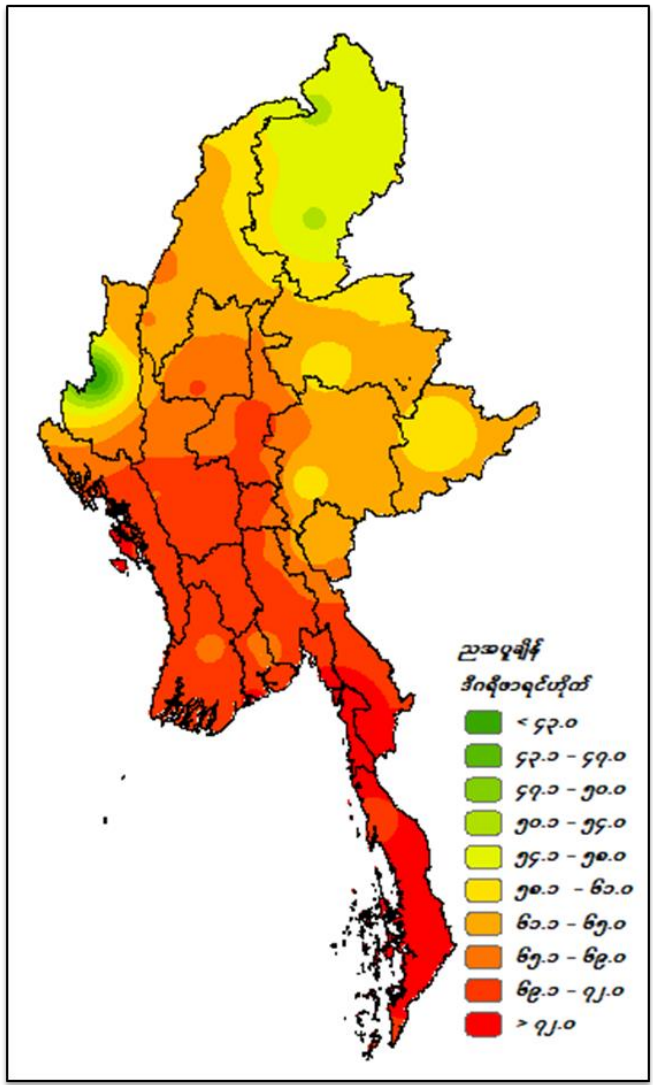 ညအပူချိန်
ဒီဂရီဖာရင်ဟိုက်
< ၄၃.၀
၄၃.၁ - ၄၇.၀
၄၇.၁ - ၅၀.၀
၅၀.၁ - ၅၄.၀
၅၄.၁ - ၅၈.၀
၅၈.၁ - ၆၁.၀
၆၁.၁ - ၆၅.၀
၆၅.၁ - ၆၉.၀
၆၉.၁ - ၇၂.၀
> ၇၂.၀